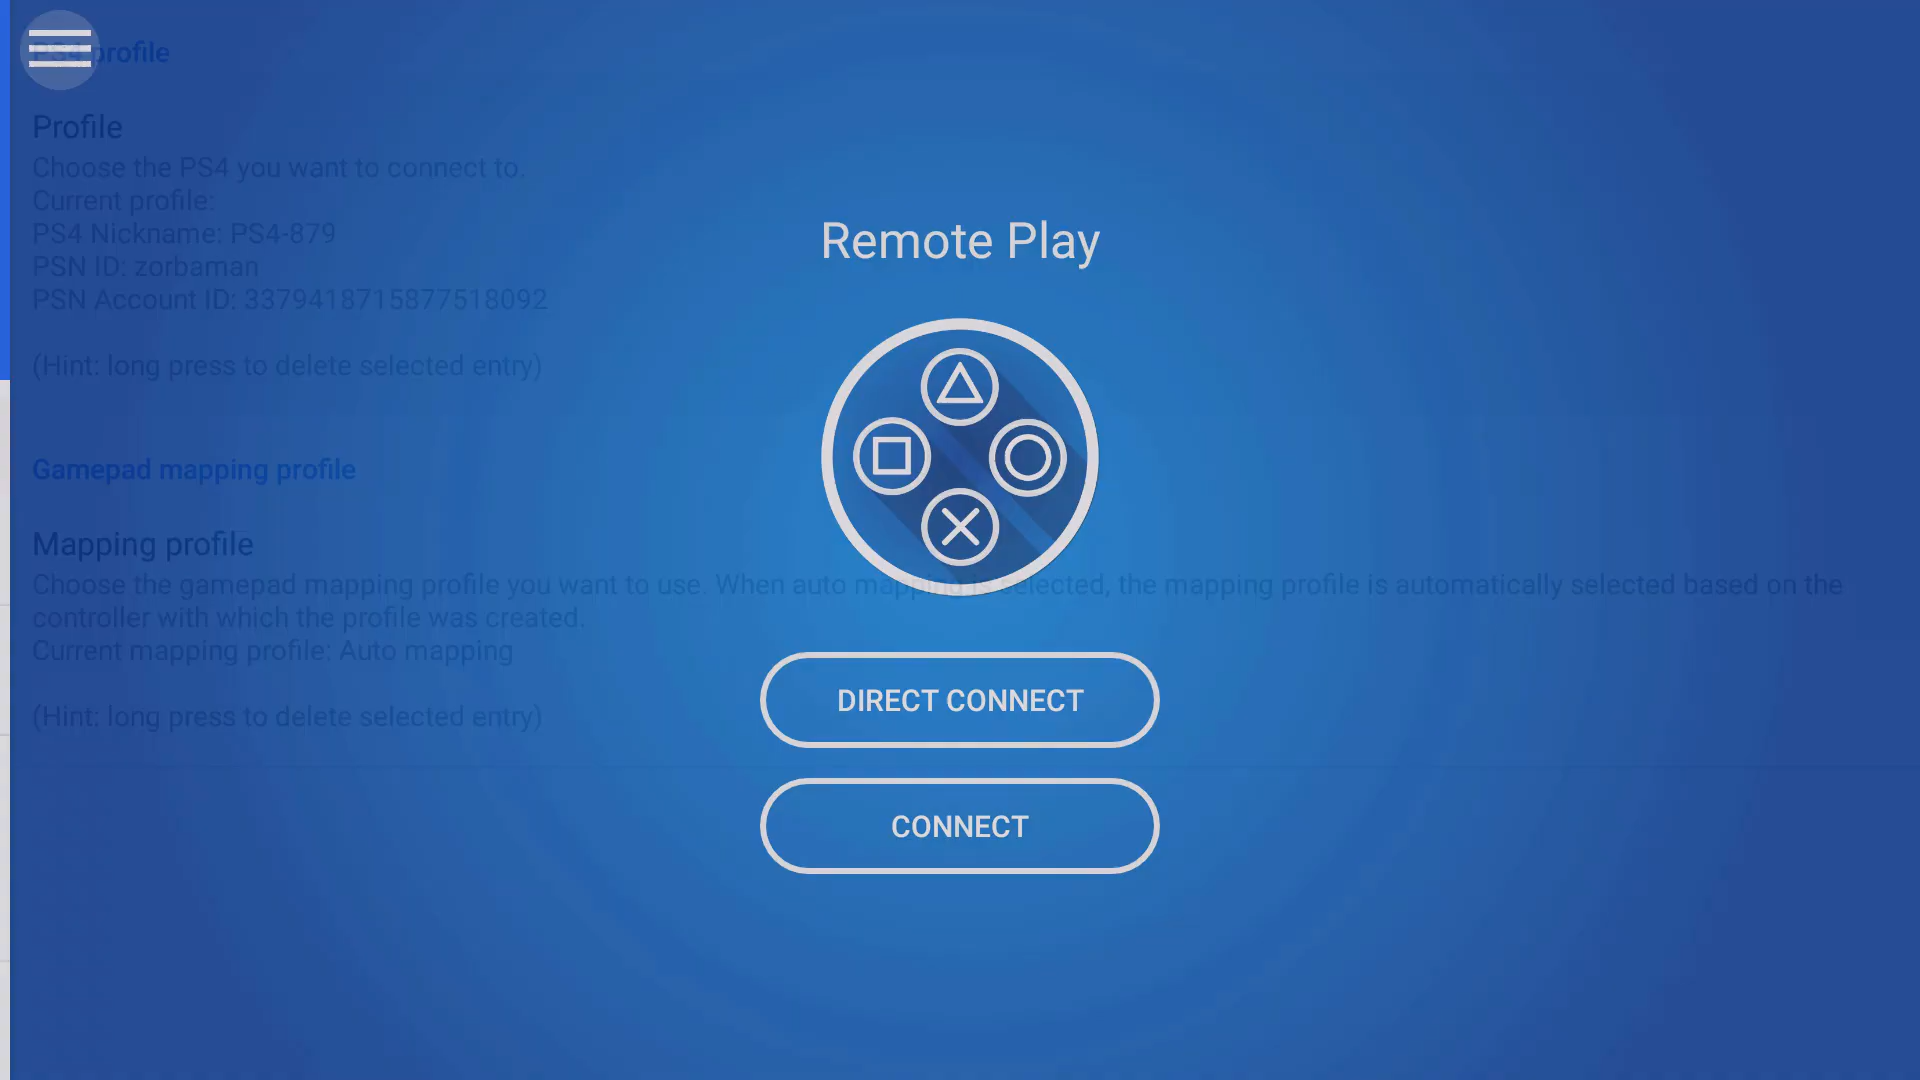 PS4 profile
Profile
Choose the PS4 you want to connect to.
Current profile:
PS4 Nickname: PS4-879
PSN ID: zorbaman
PSN Account ID: 3379418715877518092
(Hint: long press to delete selected entry)
Gamepad mapping profile
Mapping profile
Choose the gamepad mapping profile you want to use. When auto mapping is selected, the mapping profile is automatically selected based on the
controller with which the profile was created.
Current mapping profile: Auto mapping
(Hint: long press to delete selected entry)
Remote Play
DIRECT CONNECT
CONNECT